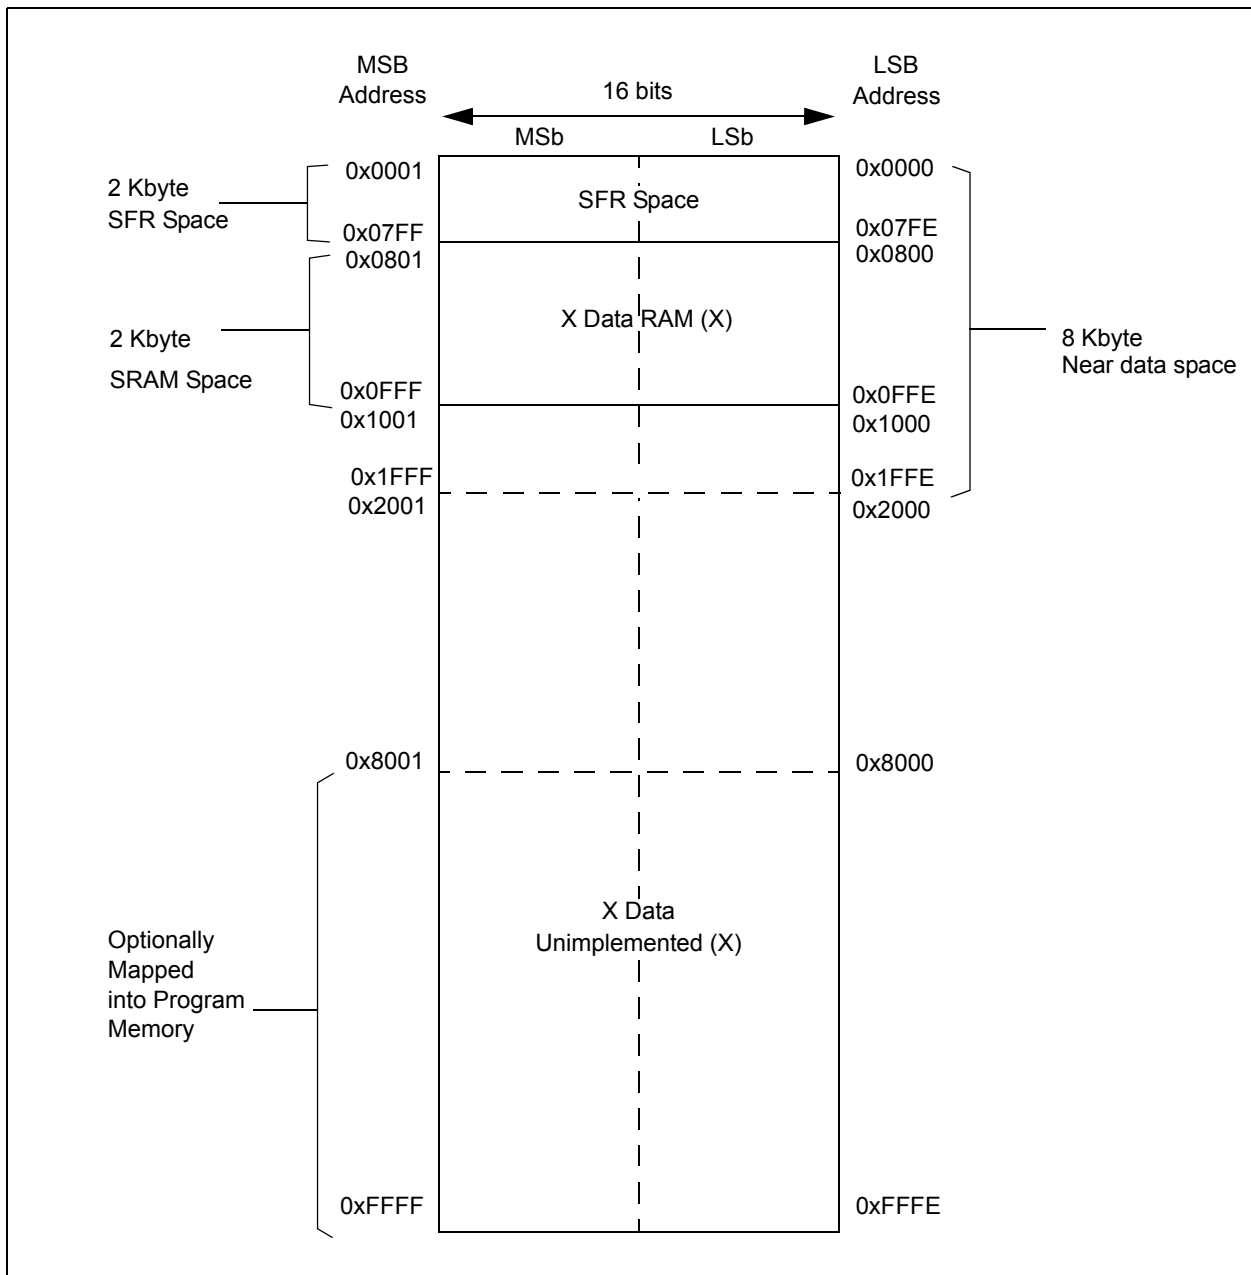 MSB
Address
LSB
Address
16 bits
MSb
LSb
0x0001
0x0000
2 Kbyte
SFR Space
SFR Space
0x07FF
0x07FE
0x0801
0x0800
X Data RAM (X)
2 Kbyte
SRAM Space
8 Kbyte
Near data space
0x0FFF
0x0FFE
0x1001
0x1000
0x1FFF
0x1FFE
0x2001
0x2000
0x8001
0x8000
X Data
Unimplemented (X)
Optionally
Mapped
into Program
Memory
0xFFFF
0xFFFE